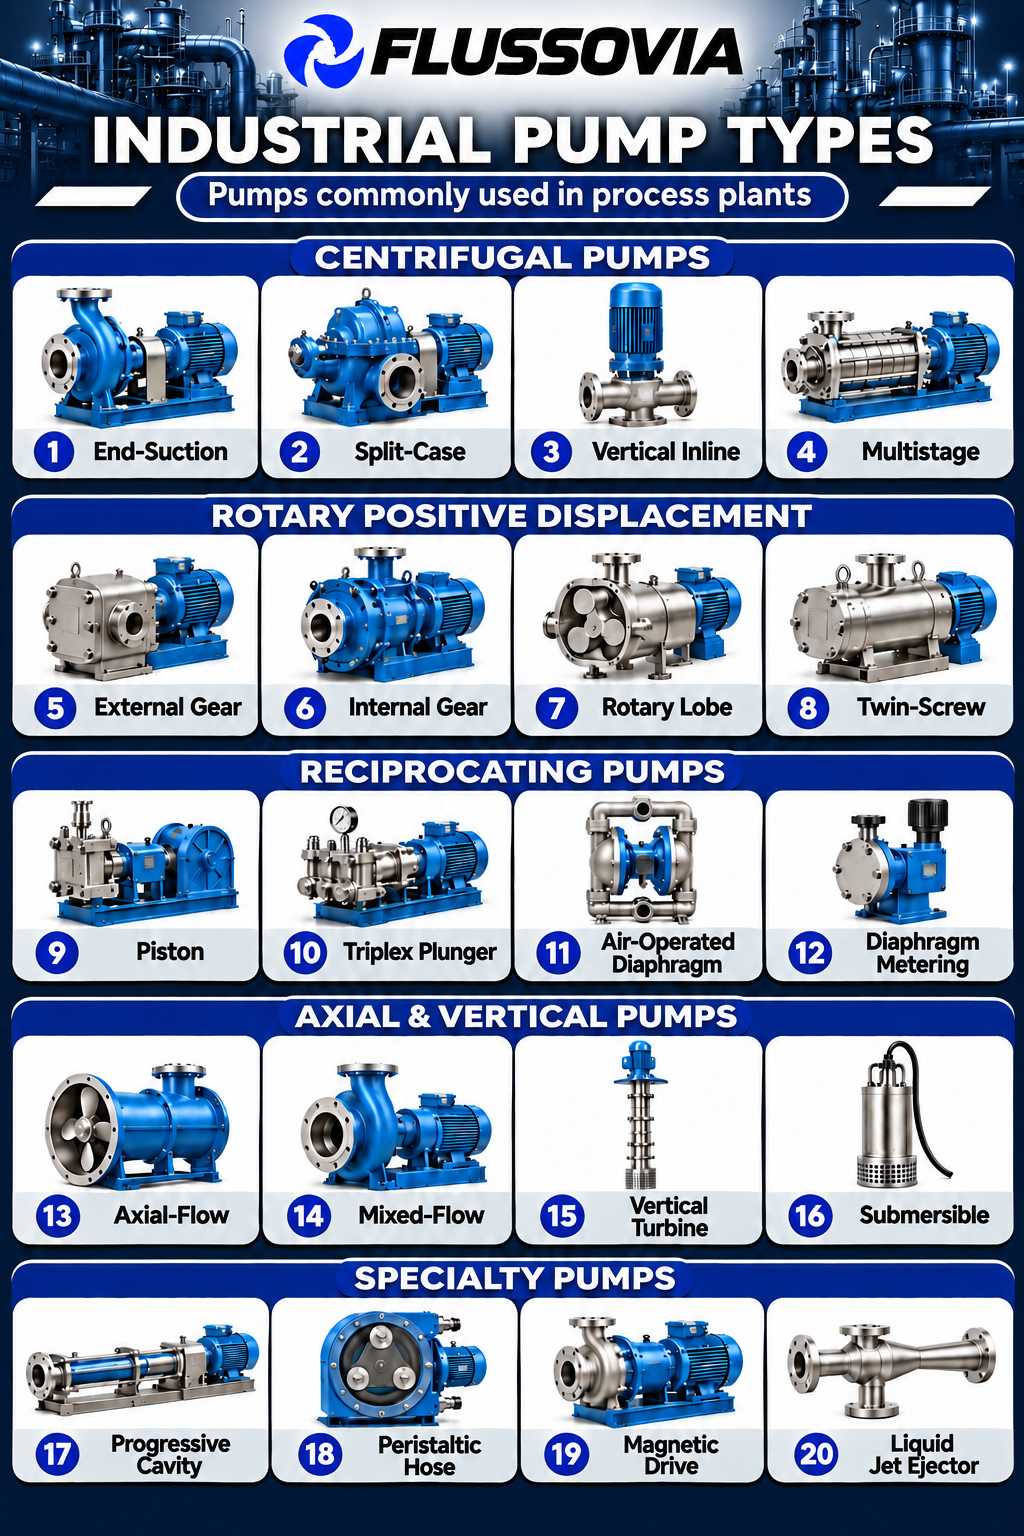 FLUSSOVIA
INDUSTRIAL PUMP TYPES
Pumps commonly used in process plants
CENTRIFUGAL PUMPS
1 End-Suction
2 Split-Case
3 Vertical Inline
4 Multistage
ROTARY POSITIVE DISPLACEMENT
5 External Gear
6 Internal Gear
7 Rotary Lobe
8 Twin-Screw
RECIPROCATING PUMPS
9 Piston
10 Triplex Plunger
11 Air-Operated
Diaphragm
12 Diaphragm
Metering
AXIAL & VERTICAL PUMPS
13 Axial-Flow
14 Mixed-Flow
15 Vertical
Turbine
16 Submersible
SPECIALTY PUMPS
17 Progressive
Cavity
18 Peristaltic
Hose
19 Magnetic
Drive
20 Liquid
Jet Ejector